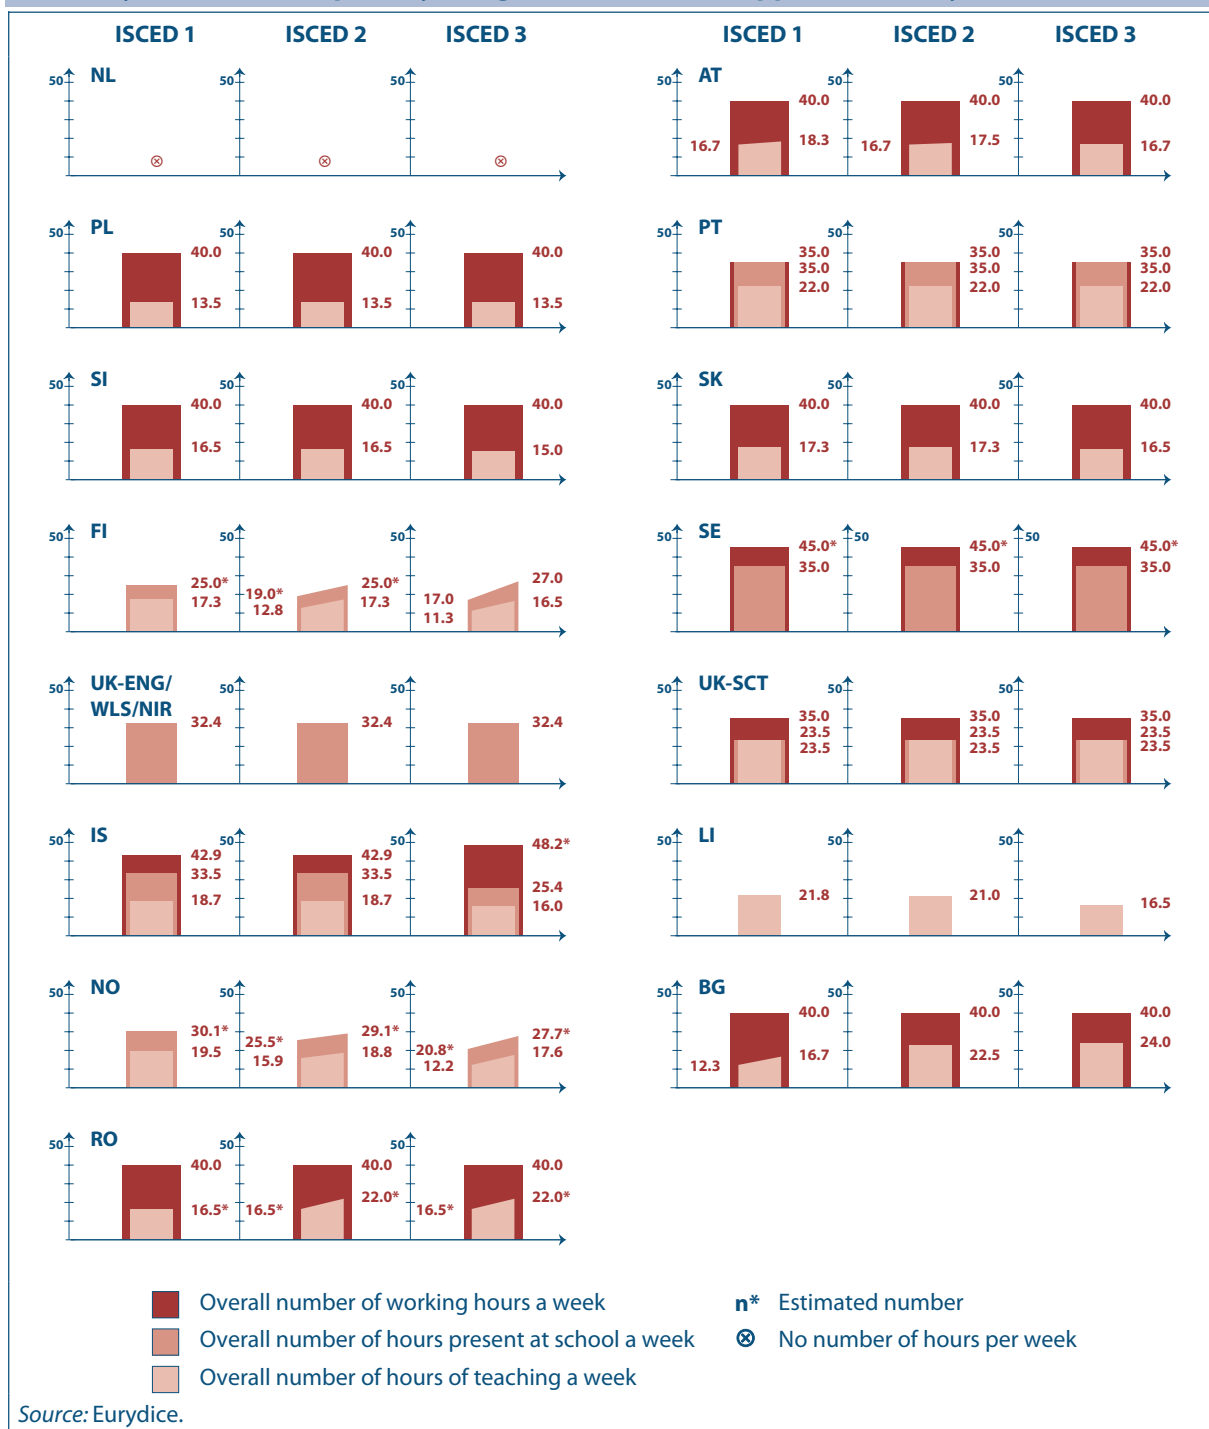 ISCED 1 ISCED 2 ISCED 3 ISCED 1 ISCED 2 ISCED 3
50 NL 50 50
50 AT 50 50
40.0 40.0 40.0
16.7 18.3 16.7 17.5 16.7
50 PL 50 50
40.0 40.0 40.0
13.5 13.5 13.5
50 PT 50 50
35.0 35.0 35.0
35.0 35.0 35.0
22.0 22.0 22.0
50 SI 50 50
40.0 40.0 40.0
16.5 16.5 15.0
50 SK 50 50
40.0 40.0 40.0
17.3 17.3 16.5
50 FI 50 50
25.0* 19.0* 25.0* 17.0 27.0
17.3 12.8 17.3 11.3 16.5
50 SE 50 50
45.0* 45.0* 45.0*
35.0 35.0 35.0
50 UK-ENG/ 50 50
WLS/NIR
32.4 32.4 32.4
50 UK-SCT 50 50
35.0 35.0 35.0
23.5 23.5 23.5
23.5 23.5 23.5
50 IS 50 50
42.9 42.9 48.2*
33.5 33.5 25.4
18.7 18.7 16.0
50 LI 50 50
21.8 21.0 16.5
50 NO 50 50
30.1* 25.5* 29.1* 20.8* 27.7*
19.5 15.9 18.8 12.2 17.6
50 BG 50 50
40.0 40.0 40.0
12.3 16.7 22.5 24.0
50 RO 50 50
40.0 40.0 40.0
16.5* 16.5* 22.0* 16.5* 22.0*
Overall number of working hours a week n* Estimated number
Overall number of hours present at school a week ⊗ No number of hours per week
Overall number of hours of teaching a week
Source: Eurydice.